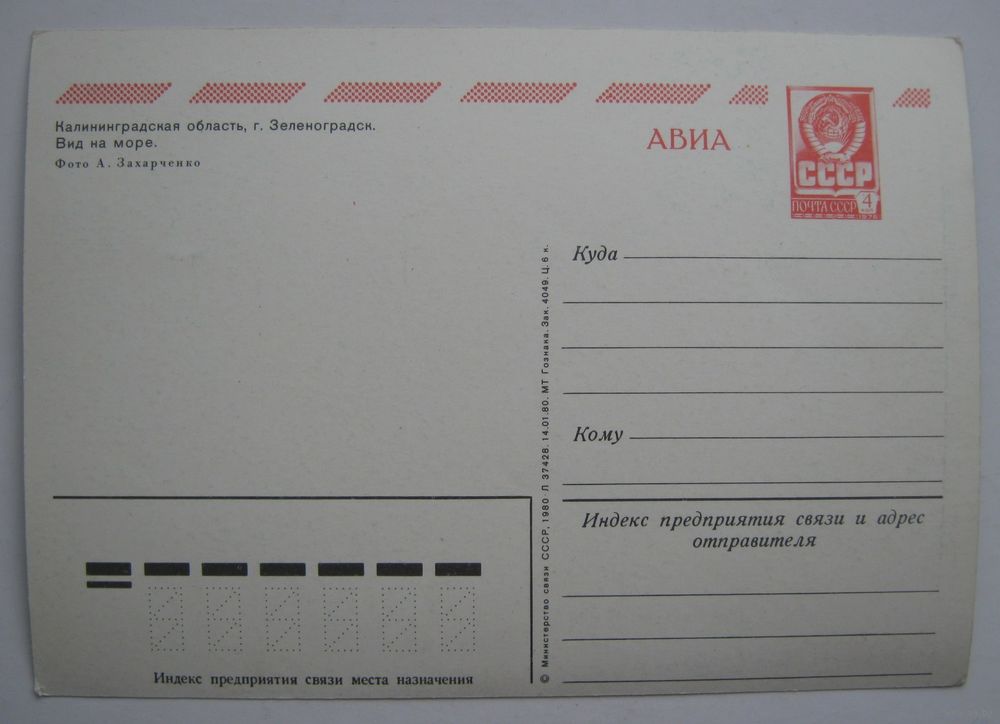 Калининградская область, г. Зеленоградск.
Вид на море.
Фото А. Захарченко
АВИА
СССР
ПОЧТА СССР
4
Куда
Кому
Индекс предприятия связи и адрес
отправителя
© Министерство связи СССР, 1980 Л 37428. 14.01.80. МТ Гознака. Зак. 4049. Ц. 6 к.
Индекс предприятия связи места назначения